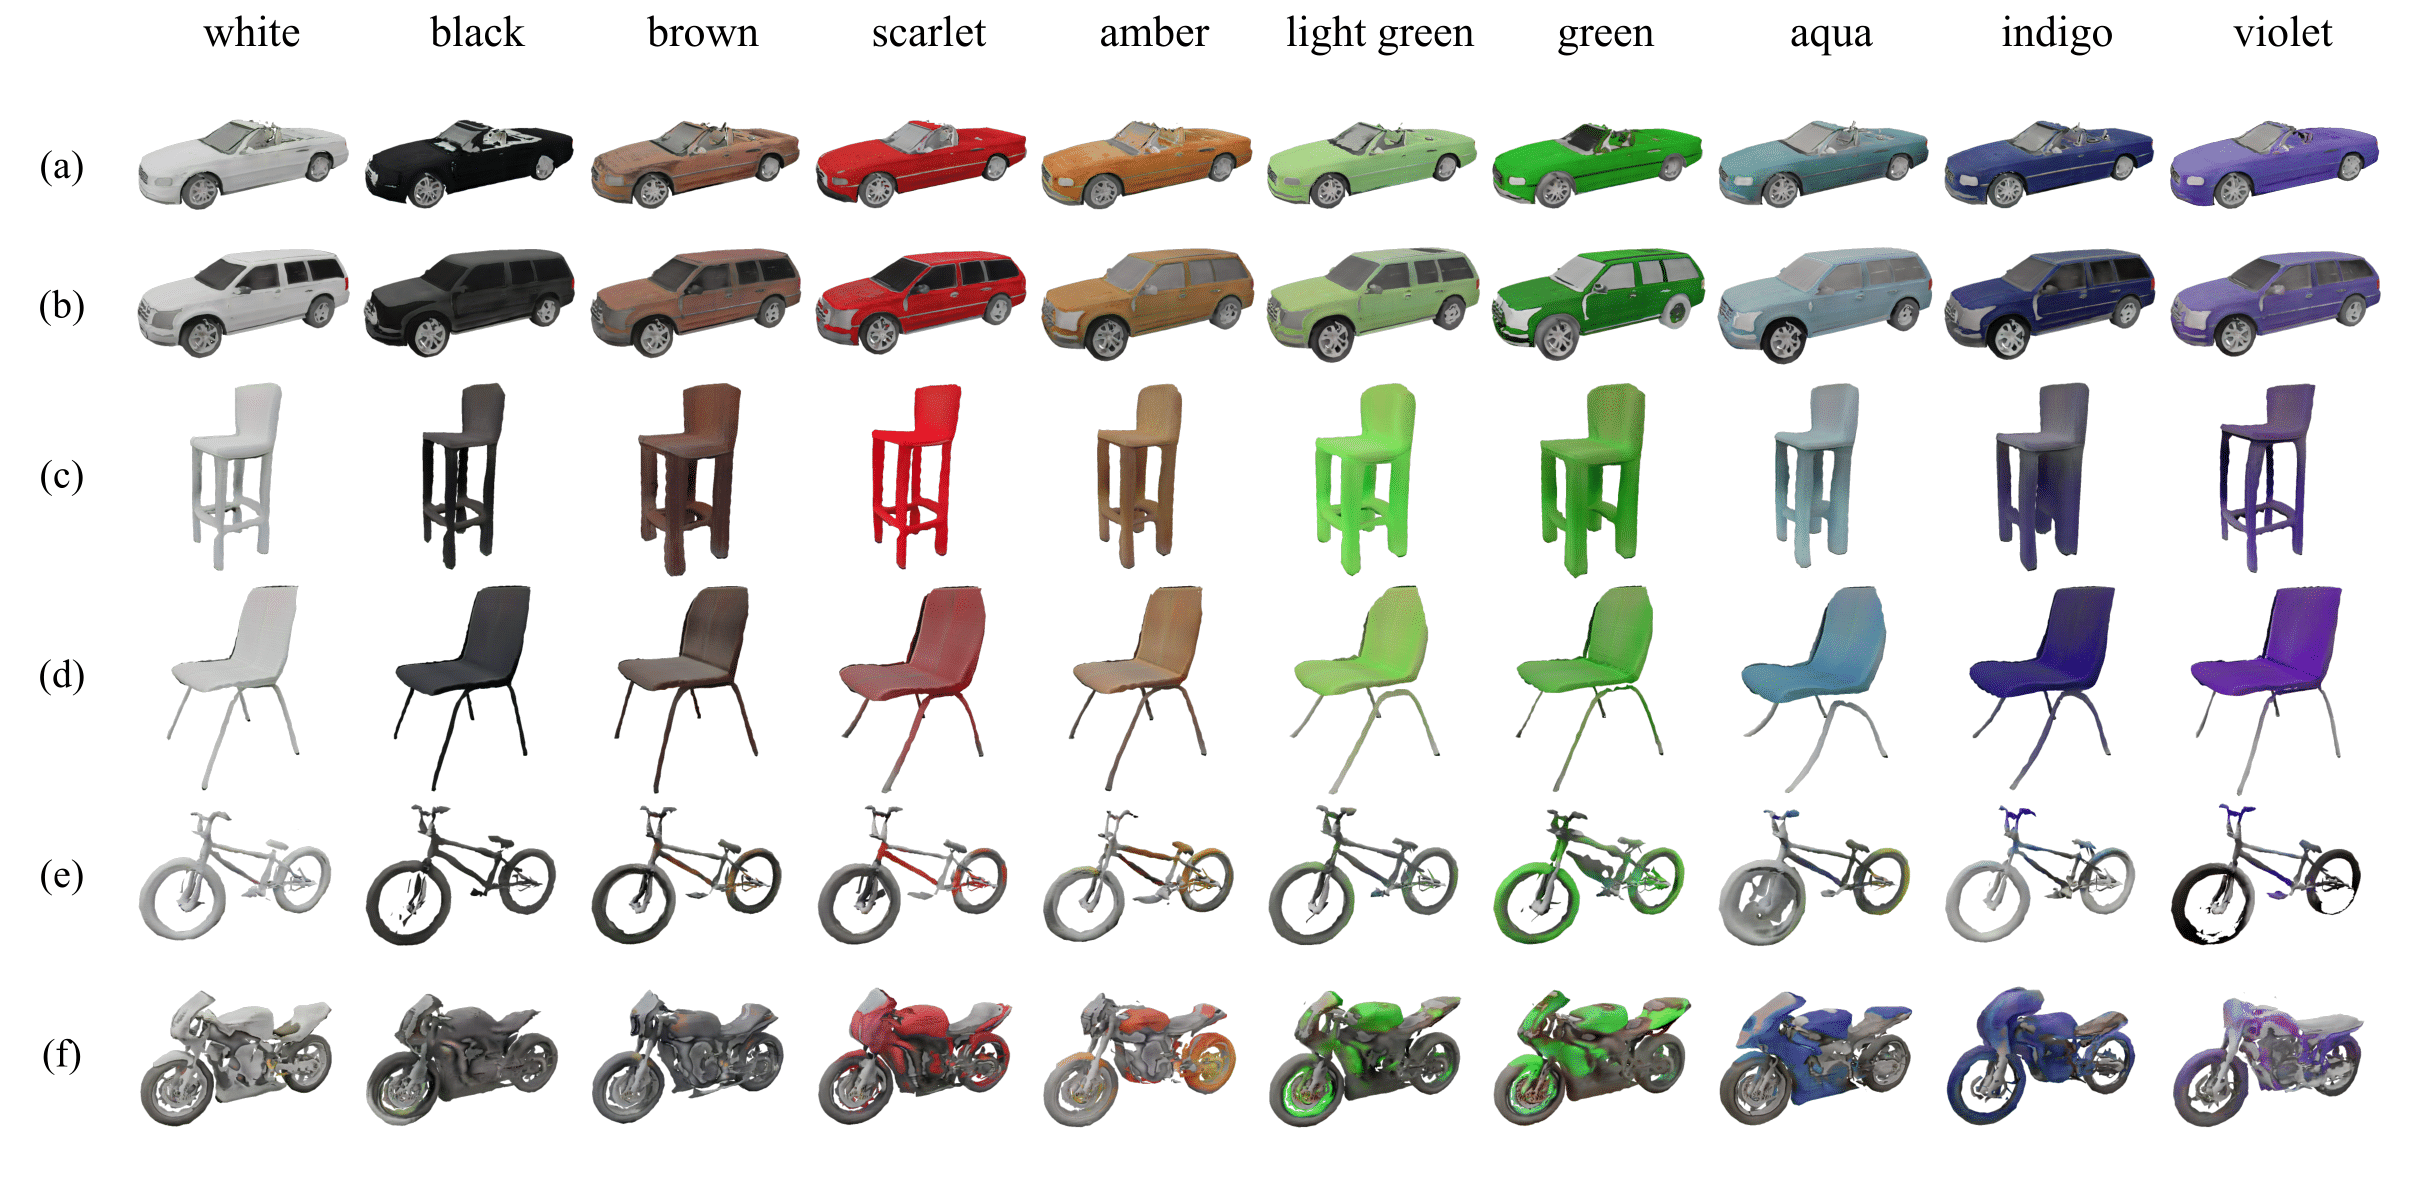 white black brown scarlet amber light green green aqua indigo violet
(a)
(b)
(c)
(d)
(e)
(f)